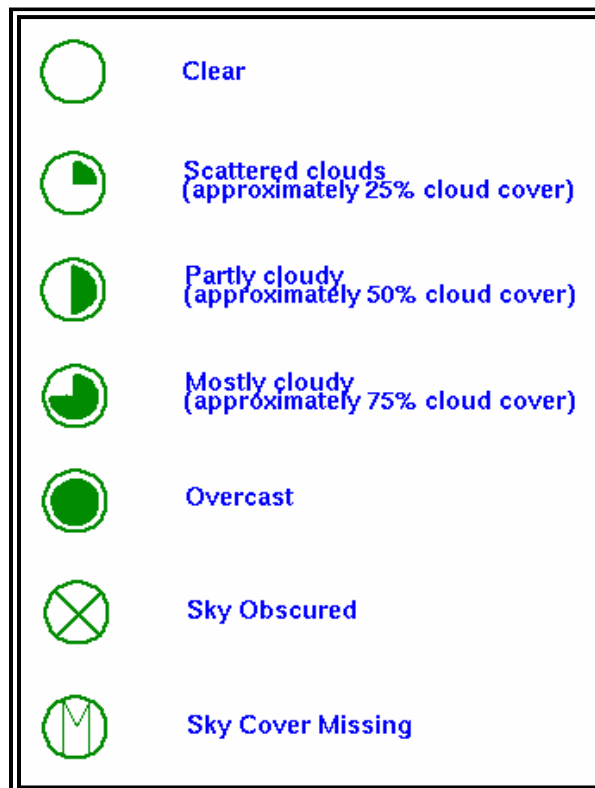 Clear
Scattered clouds
(approximately 25% cloud cover)
Partly cloudy
(approximately 50% cloud cover)
Mostly cloudy
(approximately 75% cloud cover)
Overcast
Sky Obscured
M
Sky Cover Missing